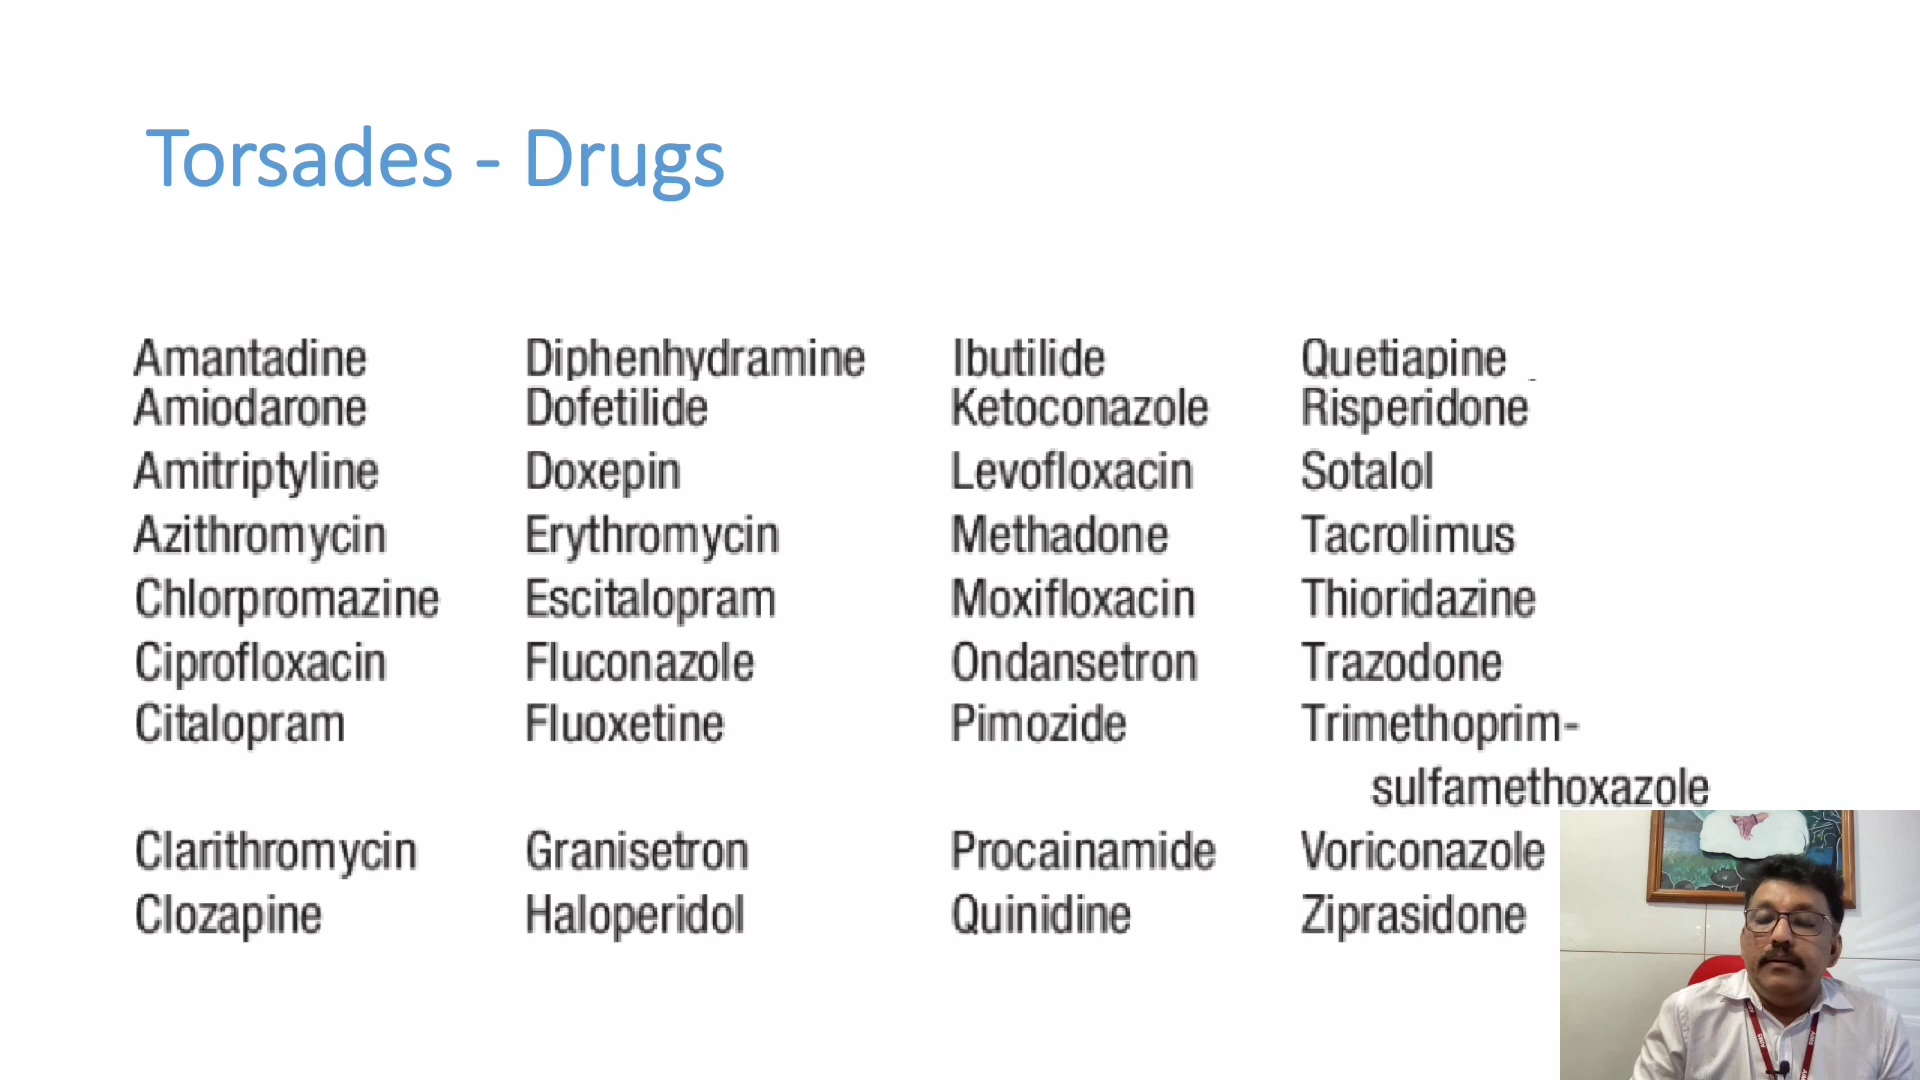 Torsades - Drugs
Amantadine Diphenhydramine Ibutilide Quetiapine
Amiodarone Dofetilide Ketoconazole Risperidone
Amitriptyline Doxepin Levofloxacin Sotalol
Azithromycin Erythromycin Methadone Tacrolimus
Chlorpromazine Escitalopram Moxifloxacin Thioridazine
Ciprofloxacin Fluconazole Ondansetron Trazodone
Citalopram Fluoxetine Pimozide Trimethoprim-
sulfamethoxazole
Clarithromycin Granisetron Procainamide Voriconazole
Clozapine Haloperidol Quinidine Ziprasidone